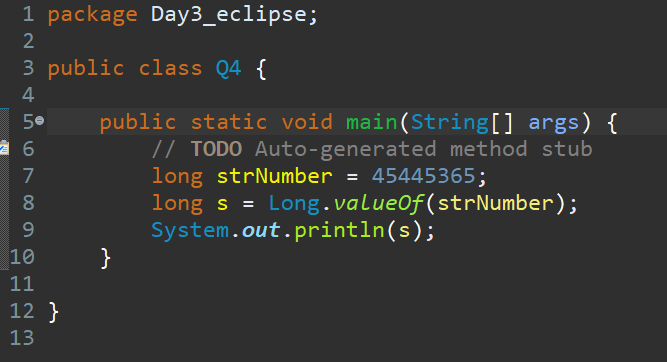 1 package Day3_eclipse;
2
3 public class Q4 {
4
5     public static void main(String[] args) {
6         // TODO Auto-generated method stub
7         long strNumber = 45445365;
8         long s = Long.valueOf(strNumber);
9         System.out.println(s);
10     }
11
12 }
13